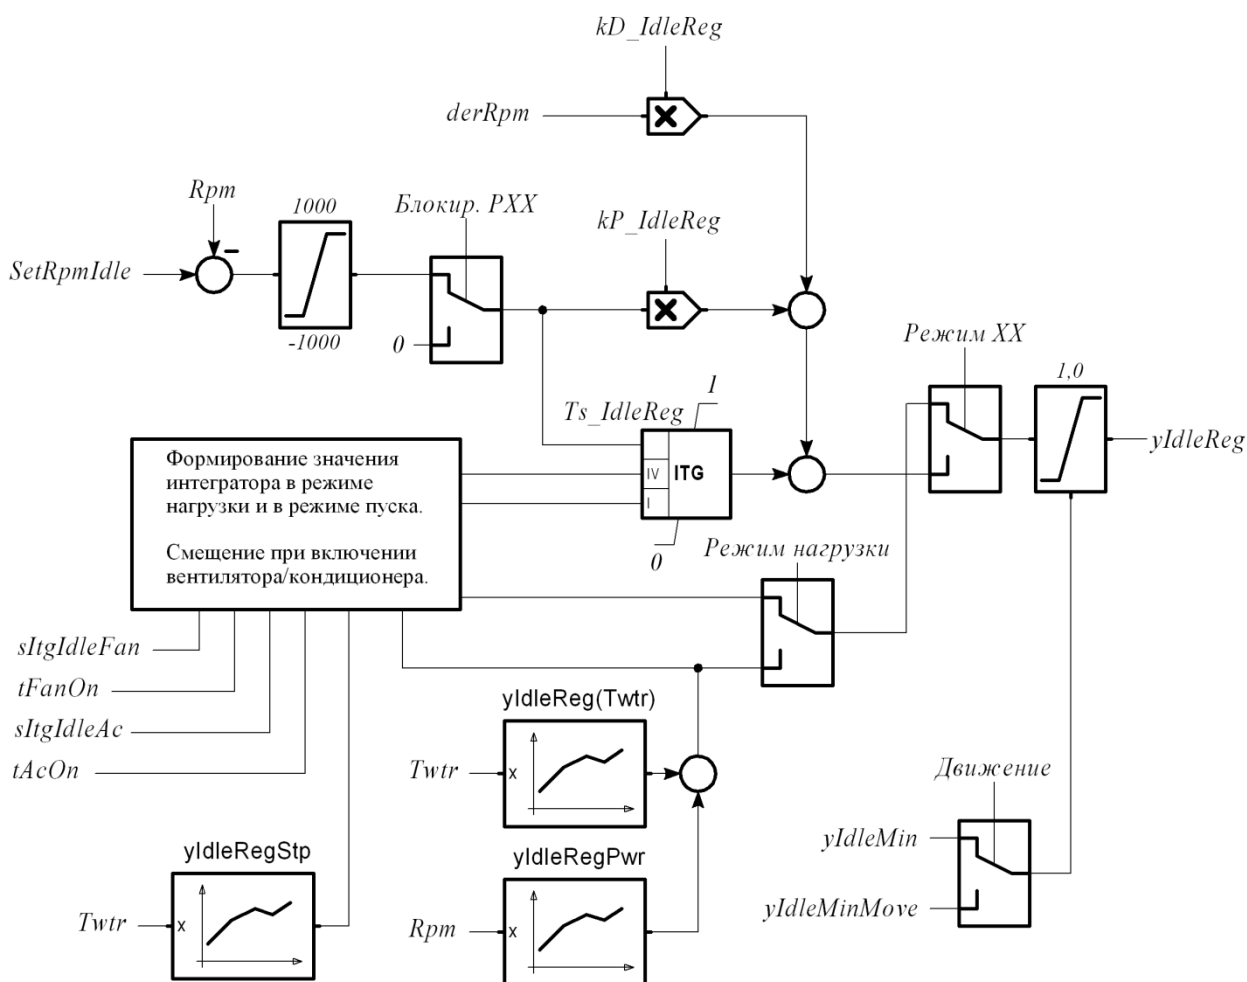 kD_IdleReg
derRpm
Rpm
1000
Блокир. РХХ
kP_IdleReg
SetRpmIdle
-1000
0
Режим ХХ
1,0
yIdleReg
1
Ts_IdleReg
IV
ITG
I
0
Формирование значения
интегратора в режиме
нагрузки и в режиме пуска.
Смещение при включении
вентилятора/кондиционера.
Режим нагрузки
sItgIdleFan
tFanOn
sItgIdleAc
tAcOn
yIdleReg(Twtr)
Twtr
x
Движение
yIdleMin
yIdleMinMove
yIdleRegStp
Twtr
x
yIdleRegPwr
Rpm
x